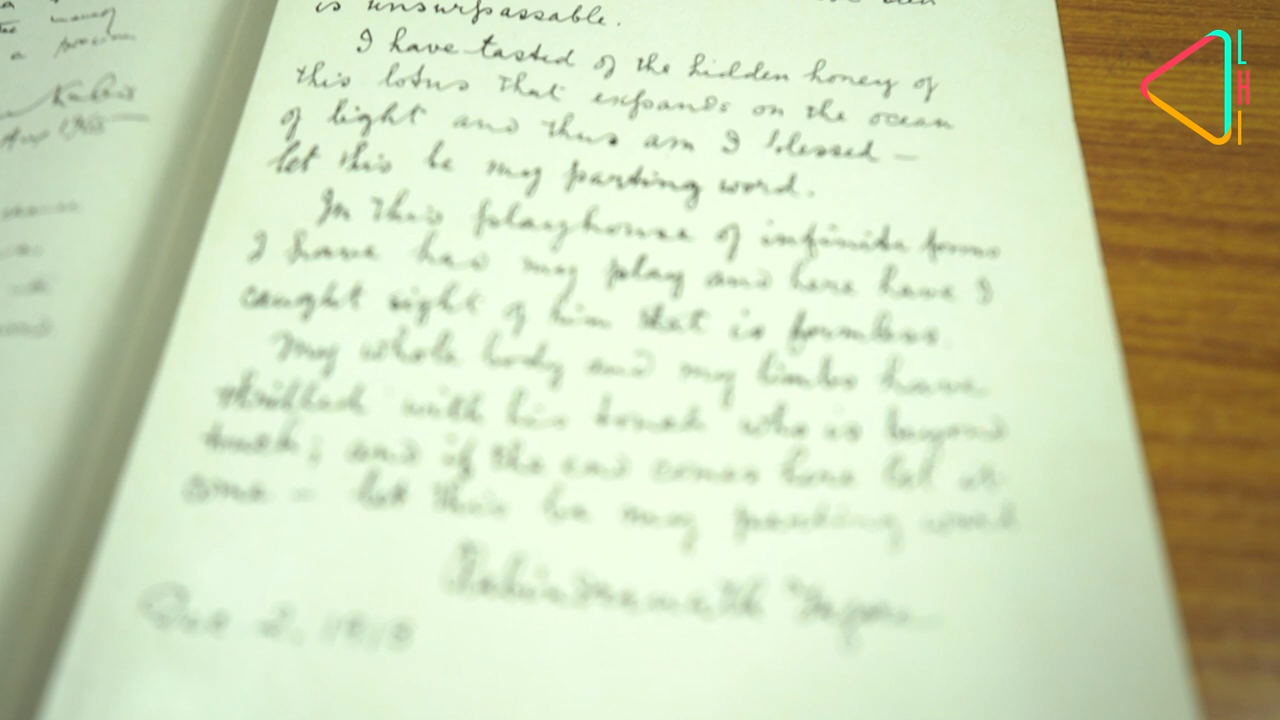 is unsurpassable.
I have tasted of the hidden honey of
this lotus that expands on the ocean
of light and thus am I blessed —
let this be my parting word.
In this playhouse of infinite forms
I have had my play and here have I
caught sight of him that is formless.
My whole body and my limbs have
thrilled with his touch who is beyond
touch; and if the end comes here let it
come — let this be my parting word
Rabindranath Tagore
Dec 2, 1918
LHI